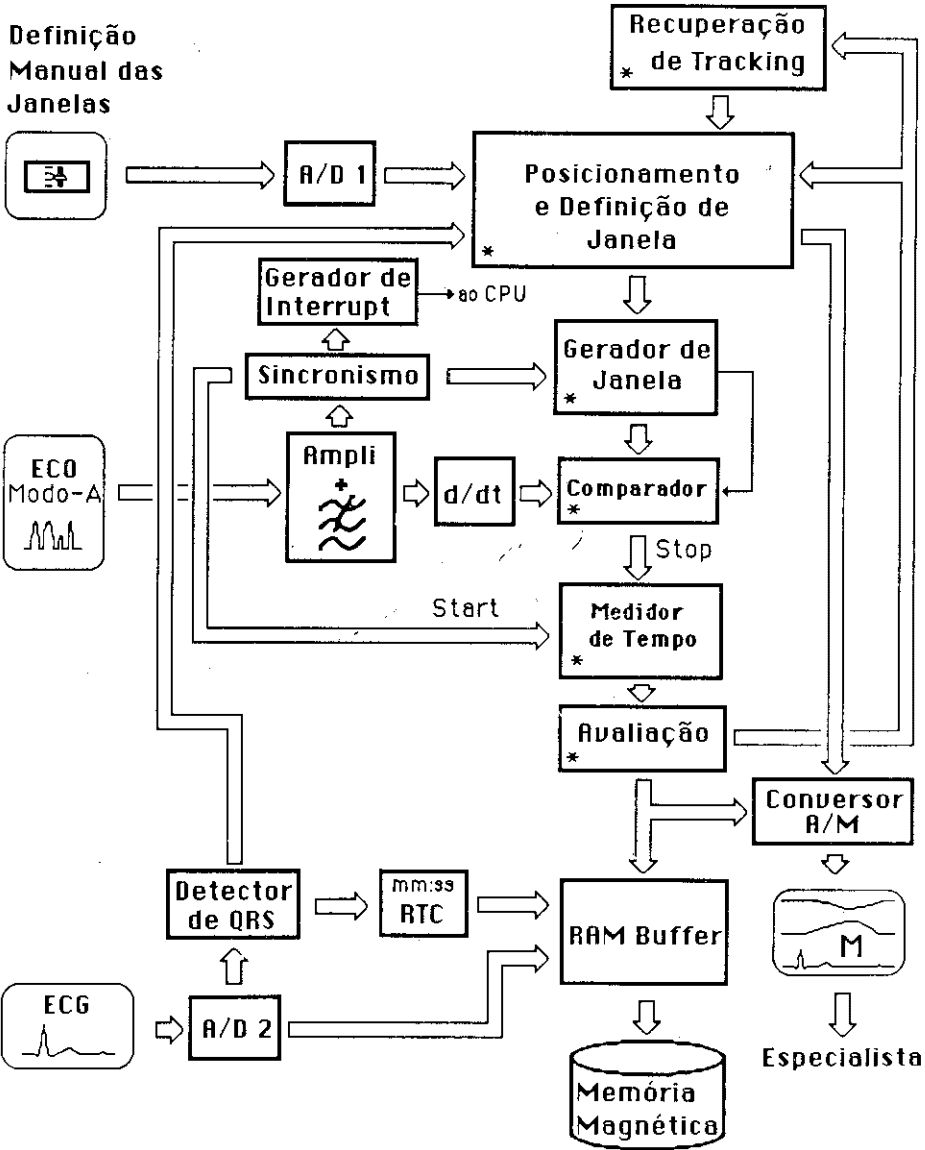 Definição
Manual das
Janelas
Recuperação
* de Tracking
A/D 1
Posicionamento
e Definição de
Janela
*
Gerador de
Interrupt
ao CPU
Sincronismo
Gerador de
Janela
*
ECO
Modo-A
Ampli
+
d/dt
Comparador
*
Stop
Start
Medidor
de Tempo
*
Avaliação
*
Conversor
A/M
Detector
de QRS
mm:ss
RTC
RAM Buffer
M
ECG
A/D 2
Especialista
Memória
Magnética